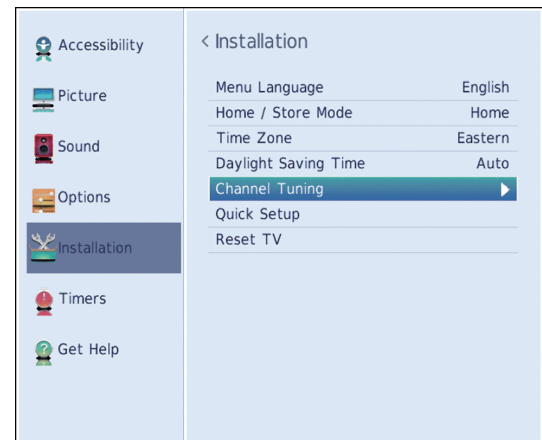 Accessibility
Picture
Sound
Options
Installation
Timers
Get Help
< Installation
Menu Language English
Home / Store Mode Home
Time Zone Eastern
Daylight Saving Time Auto
Channel Tuning
Quick Setup
Reset TV